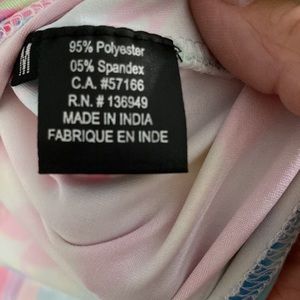 95% Polyester
05% Spandex
C.A. #57166
R.N. # 136949
MADE IN INDIA
FABRIQUE EN INDE